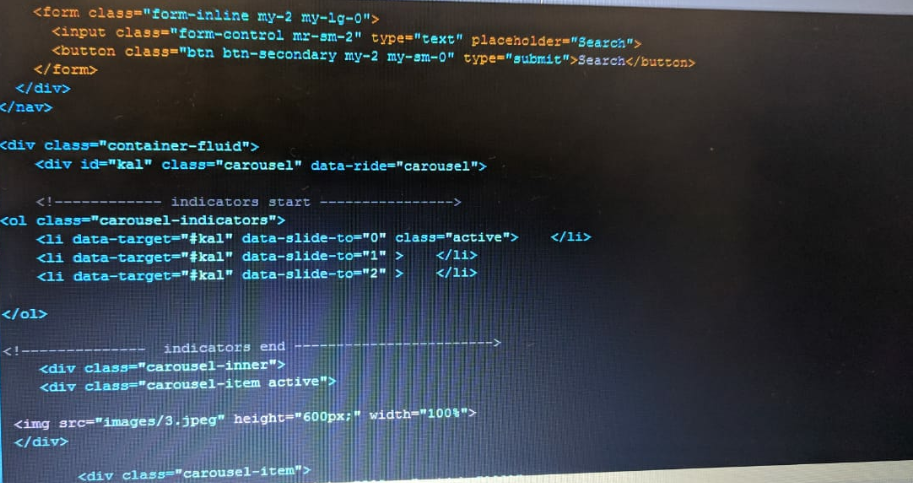 <form class="form-inline my-2 my-lg-0">
<input class="form-control mr-sm-2" type="text" placeholder="Search">
<button class="btn btn-secondary my-2 my-sm-0" type="submit">Search</button>
</form>
</div>
</nav>
<div class="container-fluid">
<div id="kal" class="carousel" data-ride="carousel">
<!------------ indicators start --------------->
<ol class="carousel-indicators">
<li data-target="#kal" data-slide-to="0" class="active">    </li>
<li data-target="#kal" data-slide-to="1" >    </li>
<li data-target="#kal" data-slide-to="2" >    </li>
</ol>
<!--------------  indicators end ------------------------->
<div class="carousel-inner">
<div class="carousel-item active">
<img src="images/3.jpeg" height="600px;" width="100%">
</div>
<div class="carousel-item">